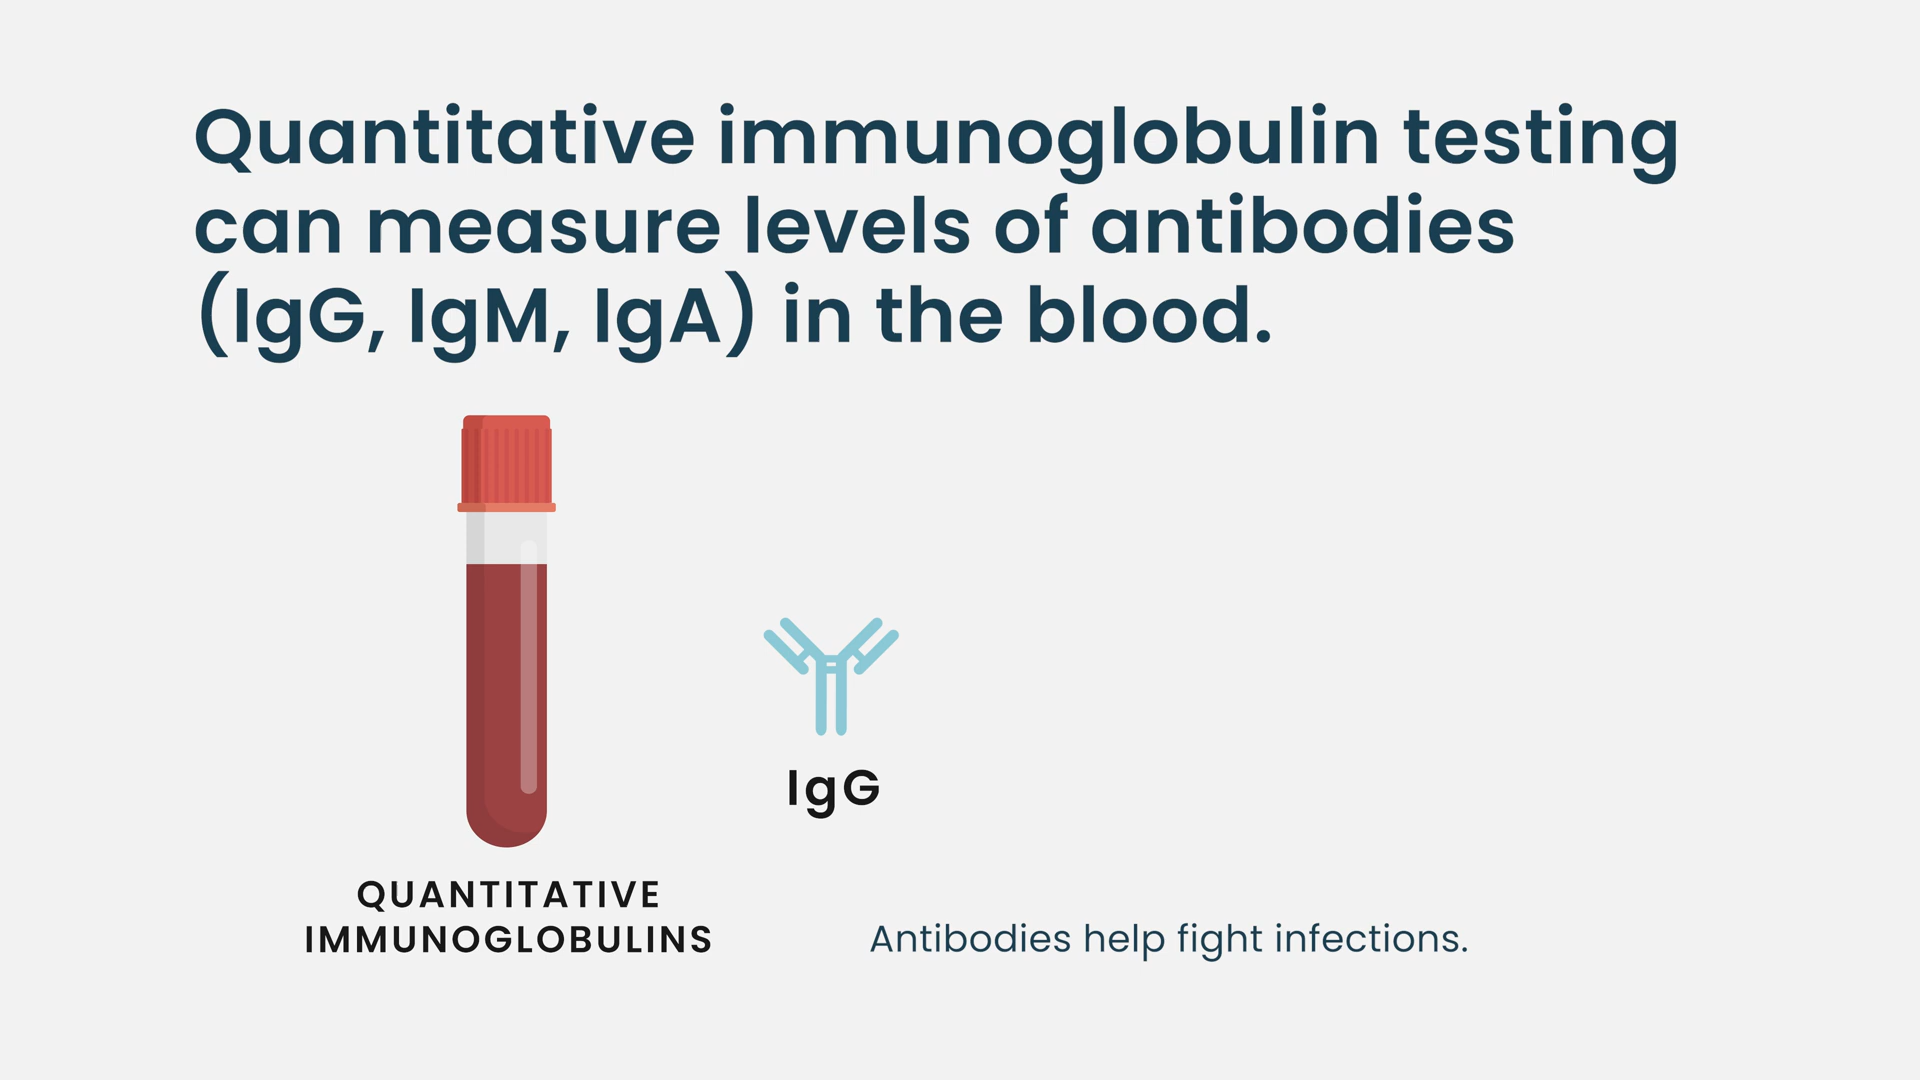 Quantitative immunoglobulin testing
can measure levels of antibodies
(IgG, IgM, IgA) in the blood.
IgG
QUANTITATIVE
IMMUNOGLOBULINS
Antibodies help fight infections.